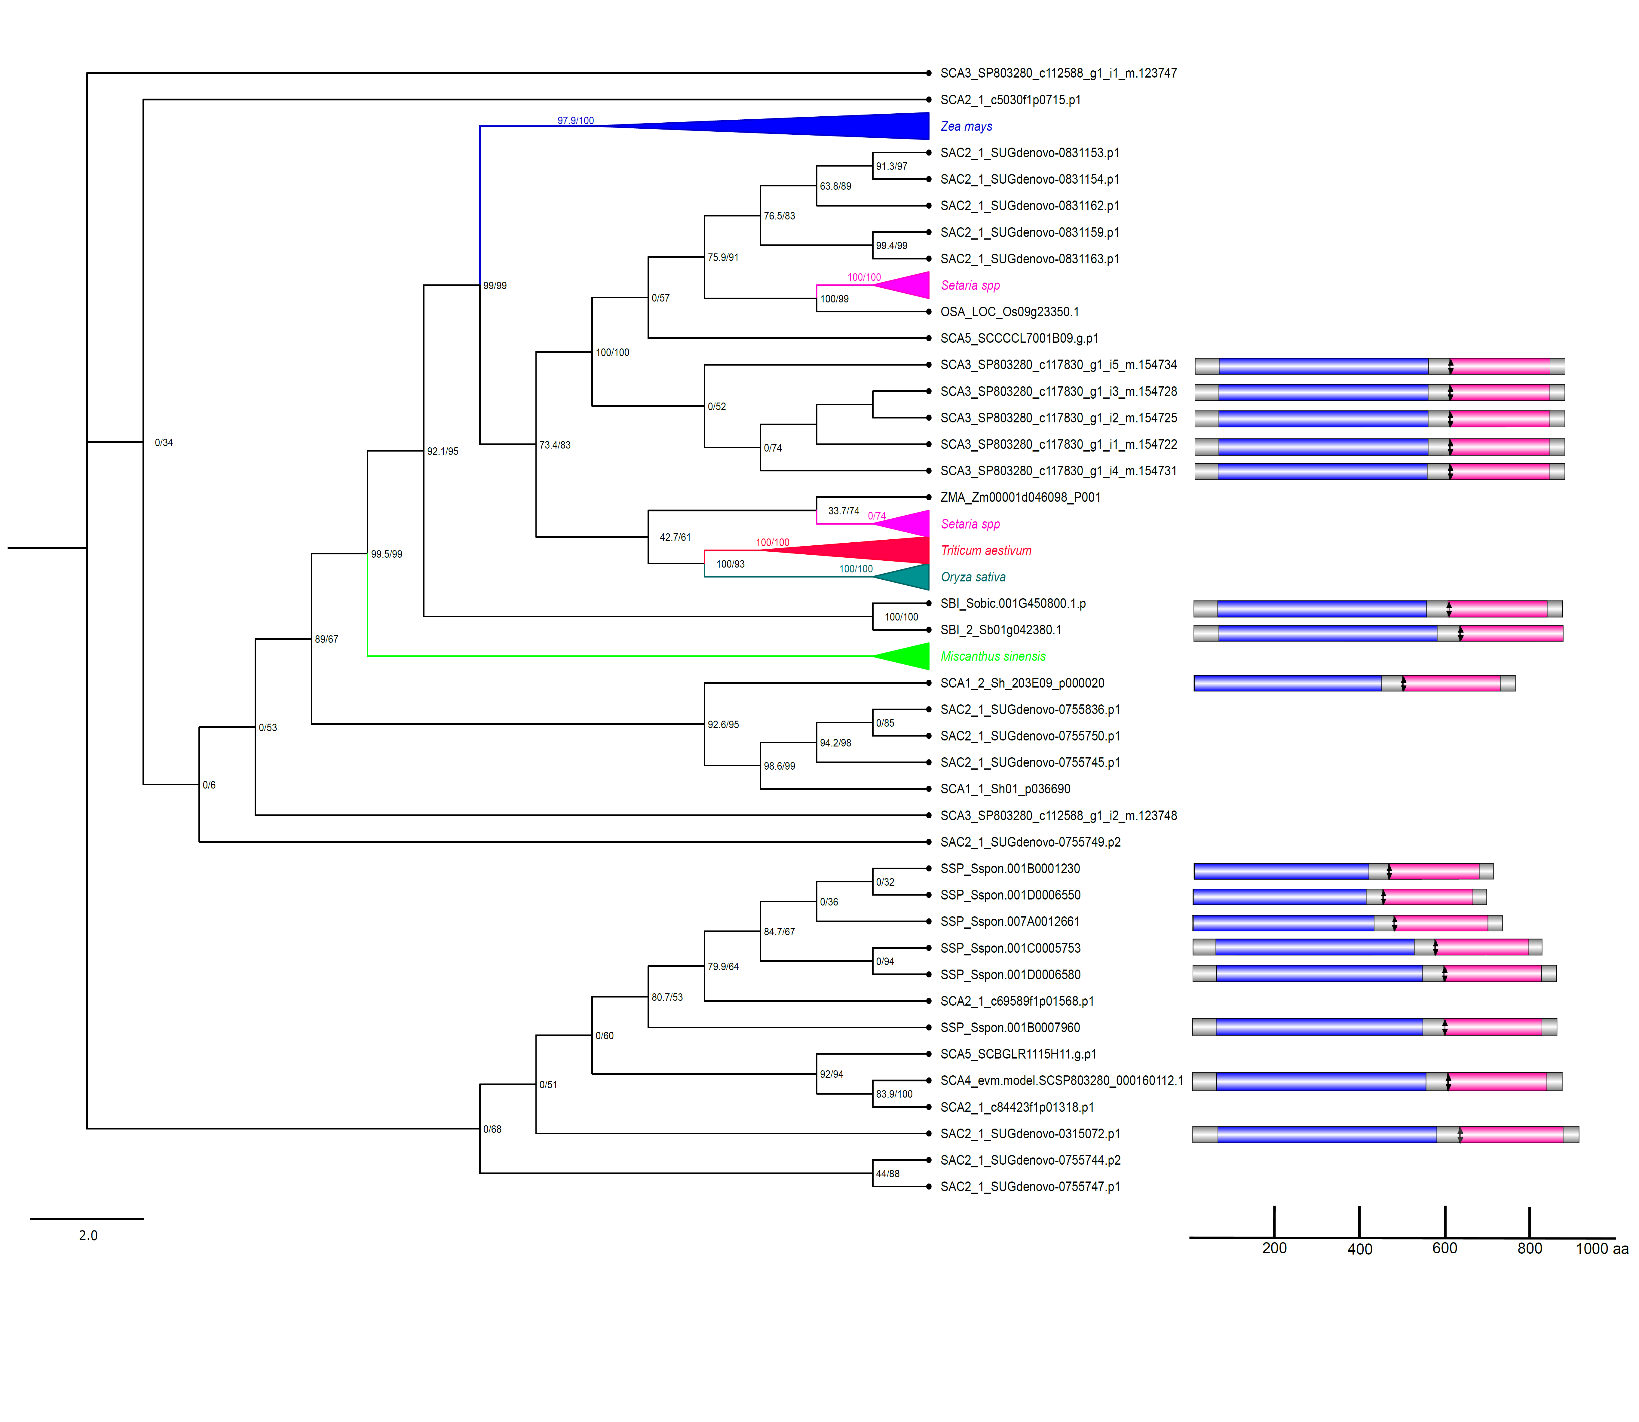 SCA3_SP803280_c112588_g1_i1_m.123747
SCA2_1_c5030f1p0715.p1
97.9/100
Zea mays
SAC2_1_SUGdenovo-0831153.p1
91.3/97
SAC2_1_SUGdenovo-0831154.p1
63.8/89
SAC2_1_SUGdenovo-0831162.p1
76.5/83
SAC2_1_SUGdenovo-0831159.p1
99.4/99
SAC2_1_SUGdenovo-0831163.p1
75.9/91
100/100
Setaria spp
99/99
0/57
100/99
OSA_LOC_Os09g23350.1
SCA5_SCCCCL7001B09.g.p1
100/100
SCA3_SP803280_c117830_g1_i5_m.154734
SCA3_SP803280_c117830_g1_i3_m.154728
0/52
SCA3_SP803280_c117830_g1_i2_m.154725
0/34
73.4/83
SCA3_SP803280_c117830_g1_i1_m.154722
92.1/95
0/74
SCA3_SP803280_c117830_g1_i4_m.154731
ZMA_Zm00001d046098_P001
33.7/74
0/74
Setaria spp
42.7/61
100/100
Triticum aestivum
99.5/99
100/93
100/100
Oryza sativa
SBI_Sobic.001G450800.1.p
100/100
SBI_2_Sb01g042380.1
89/67
Miscanthus sinensis
SCA1_2_Sh_203E09_p000020
SAC2_1_SUGdenovo-0755836.p1
0/53
92.6/95
0/85
SAC2_1_SUGdenovo-0755750.p1
94.2/98
SAC2_1_SUGdenovo-0755745.p1
98.6/99
0/6
SCA1_1_Sh01_p036690
SCA3_SP803280_c112588_g1_i2_m.123748
SAC2_1_SUGdenovo-0755749.p2
SSP_Sspon.001B0001230
0/32
SSP_Sspon.001D0006550
0/36
SSP_Sspon.007A0012661
84.7/67
SSP_Sspon.001C0005753
0/94
79.9/64
SSP_Sspon.001D0006580
80.7/53
SCA2_1_c69589f1p01568.p1
SSP_Sspon.001B0007960
0/60
SCA5_SCBGLR1115H11.g.p1
92/94
SCA4_evm.model.SCSP803280_000160112.1
0/51
83.9/100
SCA2_1_c84423f1p01318.p1
0/68
SAC2_1_SUGdenovo-0315072.p1
SAC2_1_SUGdenovo-0755744.p2
44/88
SAC2_1_SUGdenovo-0755747.p1
2.0
200 400 600 800 1000 aa